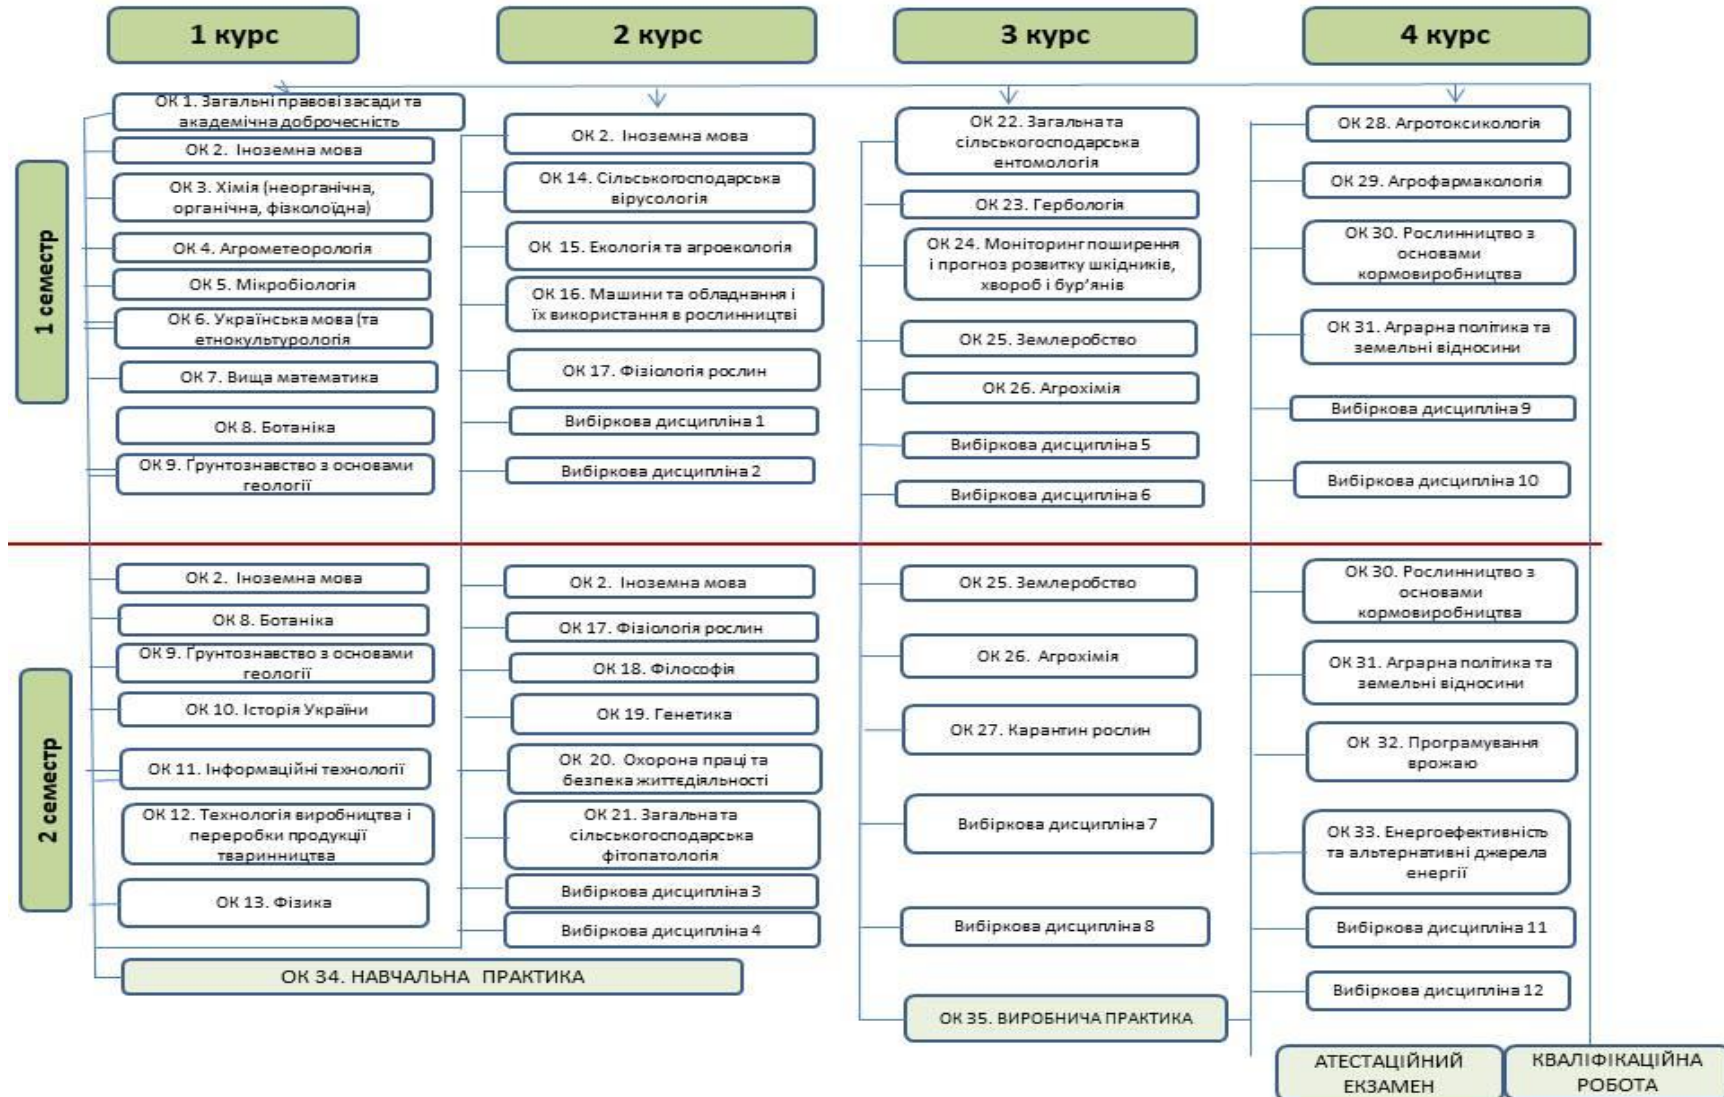 1 курс
2 курс
3 курс
4 курс
1 семестр
ОК 1. Загальні правові засади та
академічна доброчесність
ОК 2. Іноземна мова
ОК 3. Хімія (неорганічна,
органічна, фізколоїдна)
ОК 4. Агрометеорологія
ОК 5. Мікробіологія
ОК 6. Українська мова (та
етнокультурологія
ОК 7. Вища математика
ОК 8. Ботаніка
ОК 9. Ґрунтознавство з основами
геології
ОК 2. Іноземна мова
ОК 14. Сільськогосподарська
вірусологія
ОК 15. Екологія та агроекологія
ОК 16. Машини та обладнання і
їх використання в рослинництві
ОК 17. Фізіологія рослин
Вибіркова дисципліна 1
Вибіркова дисципліна 2
ОК 22. Загальна та
сільськогосподарська
ентомологія
ОК 23. Гербологія
ОК 24. Моніторинг поширення
і прогноз розвитку шкідників,
хвороб і бур’янів
ОК 25. Землеробство
ОК 26. Агрохімія
Вибіркова дисципліна 5
Вибіркова дисципліна 6
ОК 28. Агротоксикологія
ОК 29. Агрофармакологія
ОК 30. Рослинництво з
основами
кормовиробництва
ОК 31. Аграрна політика та
земельні відносини
Вибіркова дисципліна 9
Вибіркова дисципліна 10
2 семестр
ОК 2. Іноземна мова
ОК 8. Ботаніка
ОК 9. Ґрунтознавство з основами
геології
ОК 10. Історія України
ОК 11. Інформаційні технології
ОК 12. Технологія виробництва і
переробки продукції
тваринництва
ОК 13. Фізика
ОК 2. Іноземна мова
ОК 17. Фізіологія рослин
ОК 18. Філософія
ОК 19. Генетика
ОК 20. Охорона праці та
безпека життєдіяльності
ОК 21. Загальна та
сільськогосподарська
фітопатологія
Вибіркова дисципліна 3
Вибіркова дисципліна 4
ОК 34. НАВЧАЛЬНА ПРАКТИКА
ОК 25. Землеробство
ОК 26. Агрохімія
ОК 27. Карантин рослин
Вибіркова дисципліна 7
Вибіркова дисципліна 8
ОК 35. ВИРОБНИЧА ПРАКТИКА
ОК 30. Рослинництво з
основами
кормовиробництва
ОК 31. Аграрна політика та
земельні відносини
ОК 32. Програмування
врожаю
ОК 33. Енергоефективність
та альтернативні джерела
енергії
Вибіркова дисципліна 11
Вибіркова дисципліна 12
АТЕСТАЦІЙНИЙ
ЕКЗАМЕН
КВАЛІФІКАЦІЙНА
РОБОТА